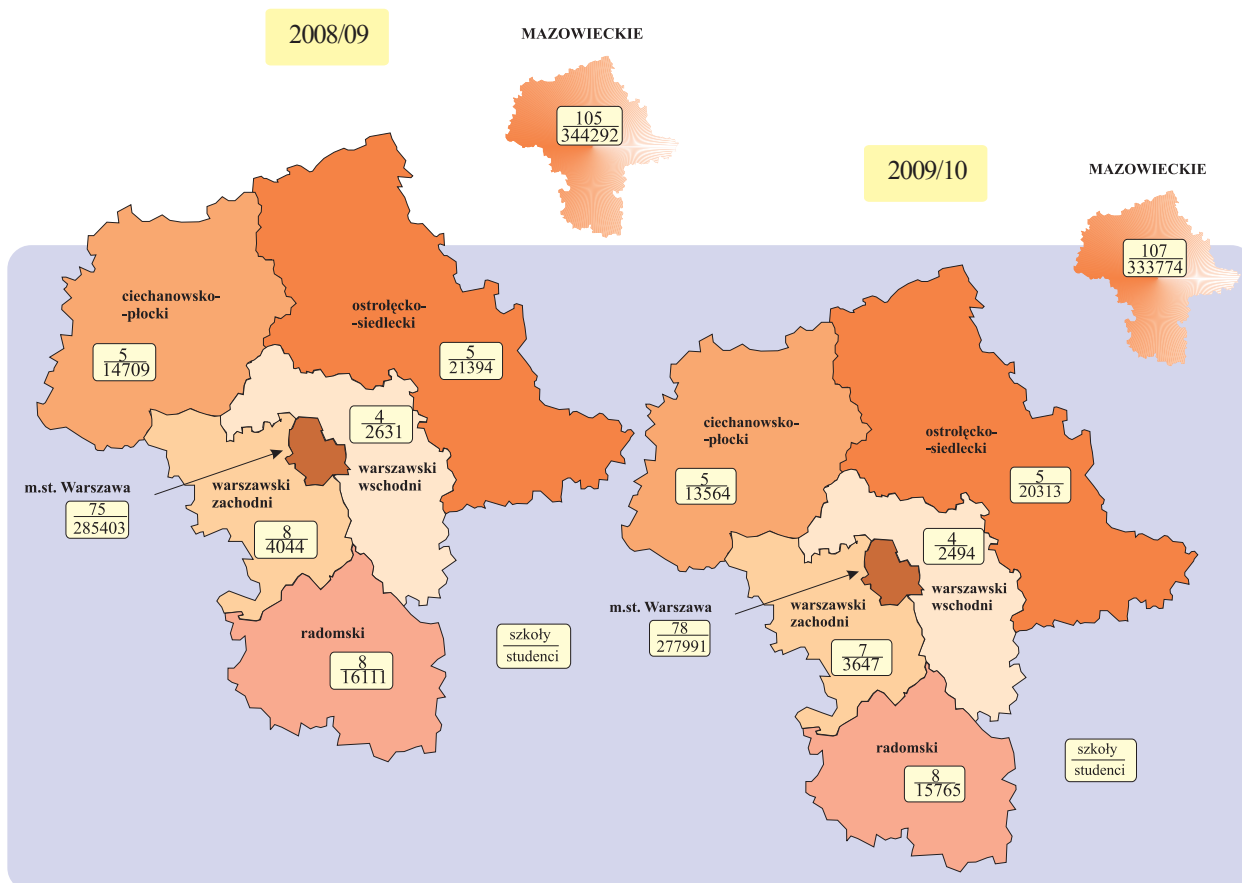 2008/09
MAZOWIECKIE
105
344292
ciechanowsko-
-płocki
5
14709
ostrołęcko-
-siedlecki
5
21394
4
2631
warszawski
wschodni
m.st. Warszawa
75
285403
warszawski
zachodni
8
4044
radomski
8
16111
szkoły
studenci
2009/10
MAZOWIECKIE
107
333774
ciechanowsko-
-płocki
5
13564
ostrołęcko-
-siedlecki
5
20313
4
2494
warszawski
wschodni
m.st. Warszawa
78
277991
warszawski
zachodni
7
3647
radomski
8
15765
szkoły
studenci